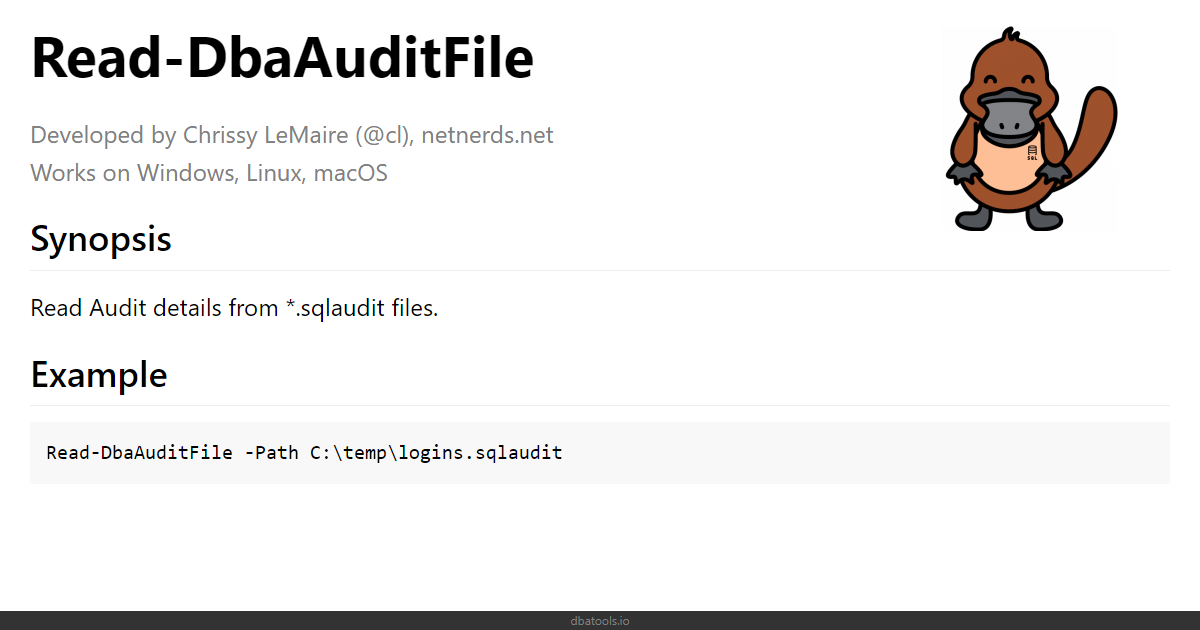 Read-DbaAuditFile
Developed by Chrissy LeMaire (@cl), netnerds.net
Works on Windows, Linux, macOS
SQL
Synopsis
Read Audit details from *.sqlaudit files.
Example
Read-DbaAuditFile -Path C:\temp\logins.sqlaudit
dbatools.io